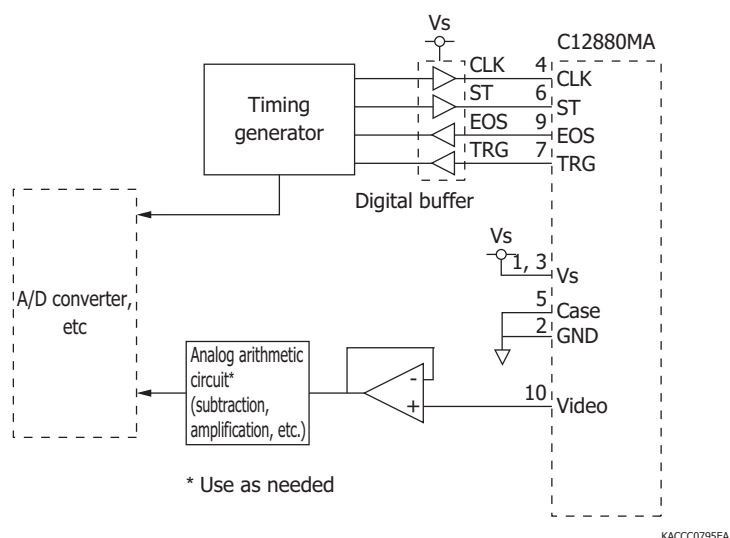 Vs
C12880MA
Timing
generator
CLK 4 CLK
ST 6 ST
EOS 9 EOS
TRG 7 TRG
Digital buffer
Vs
1, 3 Vs
A/D converter,
etc
5 Case
2 GND
Analog arithmetic
circuit*
(subtraction,
amplification, etc.)
-
+
10 Video
* Use as needed
KACCC0795EA